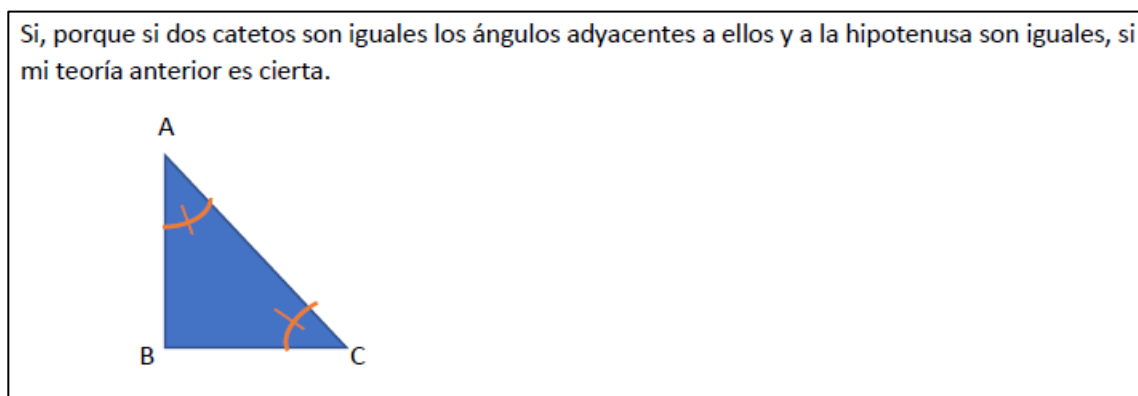 Si, porque si dos catetos son iguales los ángulos adyacentes a ellos y a la hipotenusa son iguales, si
mi teoría anterior es cierta.
A
B
C